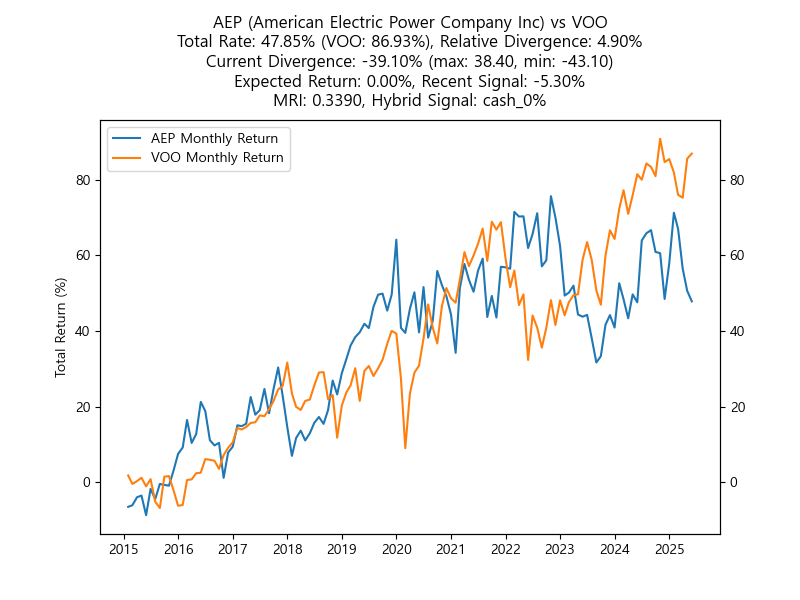 AEP (American Electric Power Company Inc) vs VOO
Total Rate: 47.85% (VOO: 86.93%), Relative Divergence: 4.90%
Current Divergence: -39.10% (max: 38.40, min: -43.10)
Expected Return: 0.00%, Recent Signal: -5.30%
MRI: 0.3390, Hybrid Signal: cash_0%
AEP Monthly Return
VOO Monthly Return
Total Return (%)
80
60
40
20
0
80
60
40
20
0
2015 2016 2017 2018 2019 2020 2021 2022 2023 2024 2025